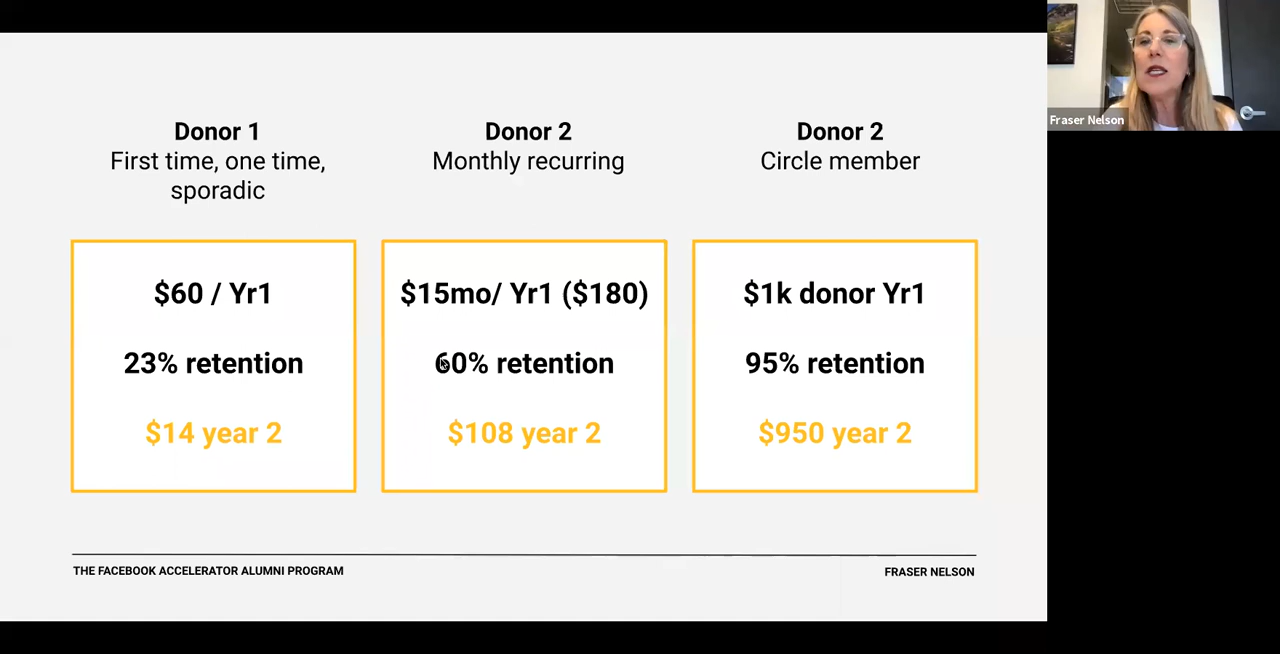 Donor 1
First time, one time,
sporadic
$60 / Yr1
23% retention
$14 year 2
Donor 2
Monthly recurring
$15mo/ Yr1 ($180)
60% retention
$108 year 2
Donor 2
Circle member
$1k donor Yr1
95% retention
$950 year 2
THE FACEBOOK ACCELERATOR ALUMNI PROGRAM
FRASER NELSON
Fraser Nelson